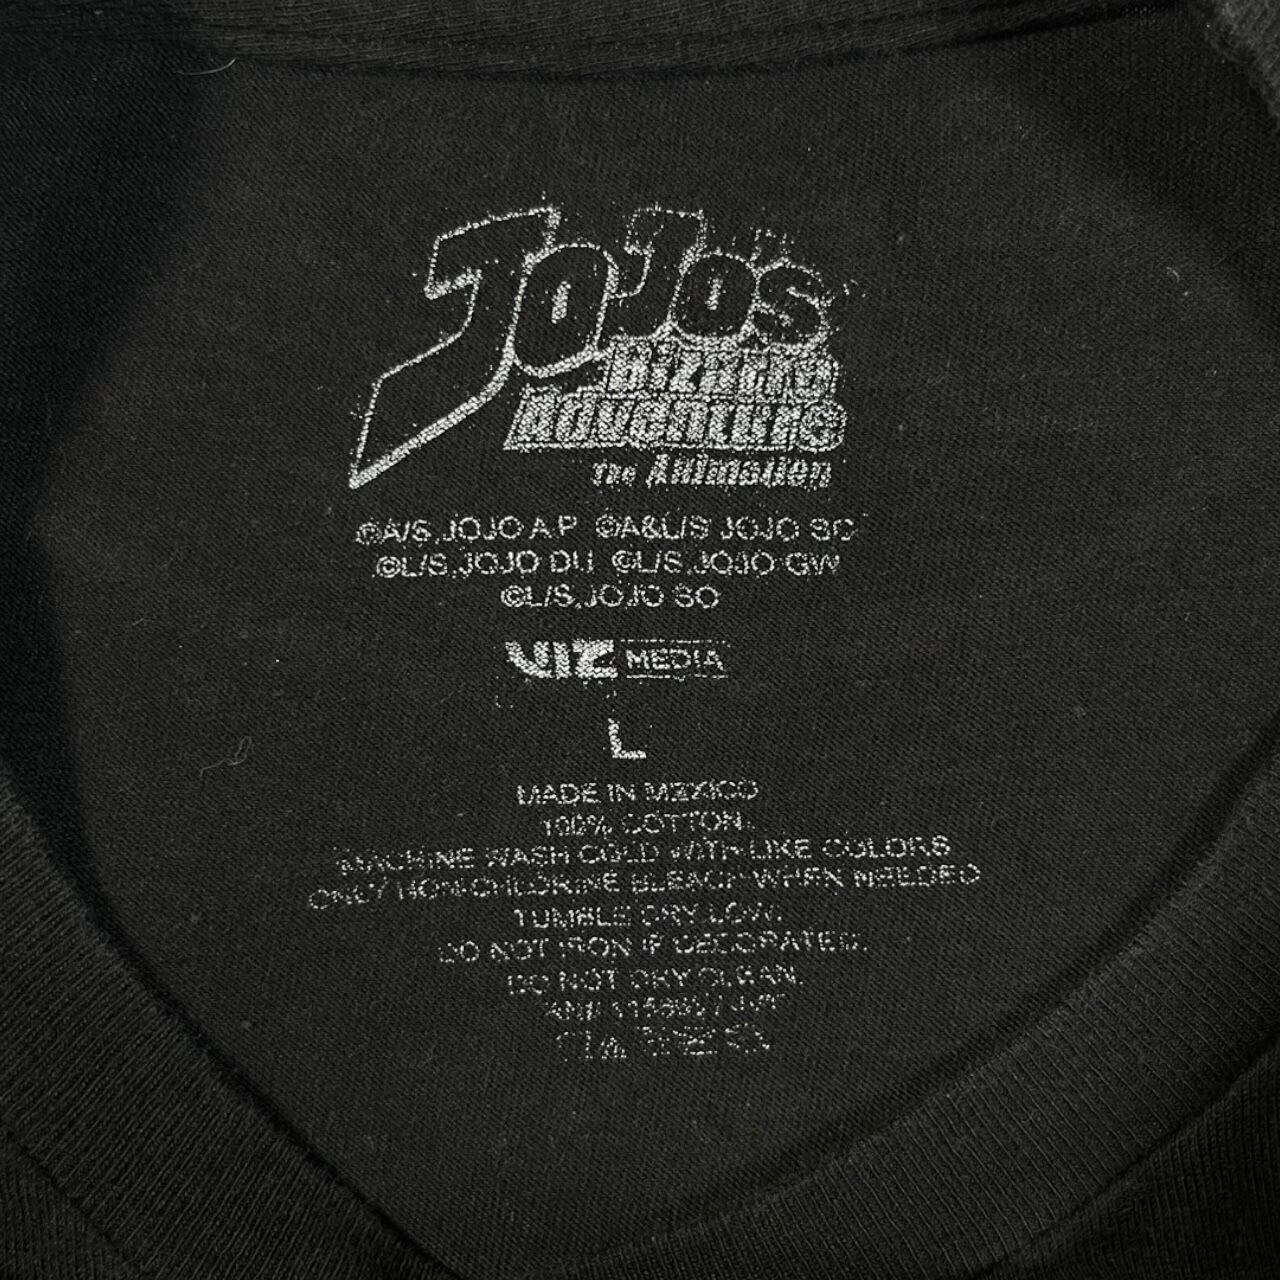 JoJo's
Bizarre
Adventure
The Animation
©A/S,JOJO A.P ©A&L/S JOJO SC
©L/S,JOJO DU ©L/S,JOJO GW
©L/S,JOJO SO
VIZ MEDIA
L
MADE IN MEXICO
100% COTTON.
MACHINE WASH COLD WITH LIKE COLORS
ONLY NON-CHLORINE BLEACH WHEN NEEDED
TUMBLE DRY LOW.
DO NOT IRON IF DECORATED.
DO NOT DRY CLEAN.